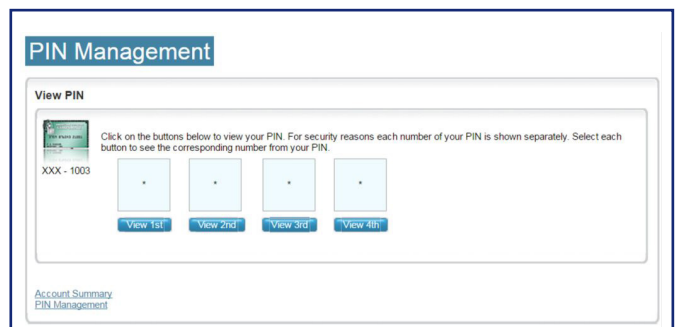 PIN Management
View PIN
Click on the buttons below to view your PIN. For security reasons each number of your PIN is shown separately. Select each
button to see the corresponding number from your PIN.
XXX - 1003
* * * *
View 1st View 2nd View 3rd View 4th
Account Summary
PIN Management